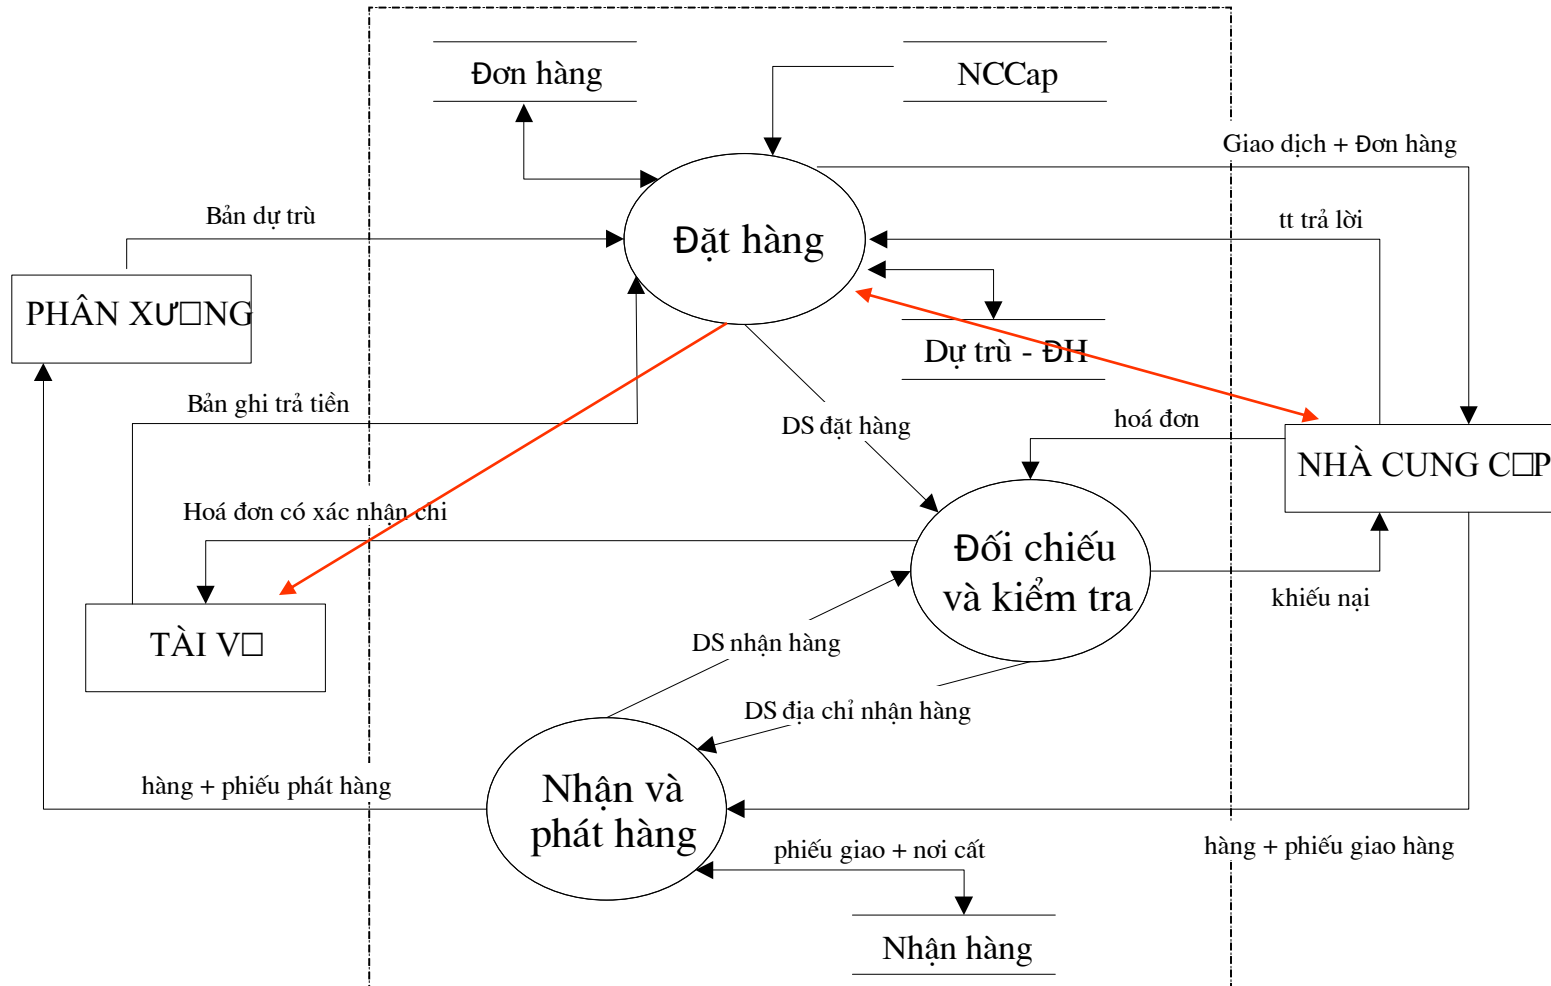 Đơn hàng
NCCap
Giao dịch + Đơn hàng
Bản dự trù
Đặt hàng
tt trả lời
PHÂN XƯ□NG
Dự trù - ĐH
Bản ghi trả tiền
DS đặt hàng
hoá đơn
NHÀ CUNG C□P
Hoá đơn có xác nhận chi
Đối chiếu
và kiểm tra
khiếu nại
TÀI V□
DS nhận hàng
DS địa chỉ nhận hàng
hàng + phiếu phát hàng
Nhận và
phát hàng
phiếu giao + nơi cất
hàng + phiếu giao hàng
Nhận hàng